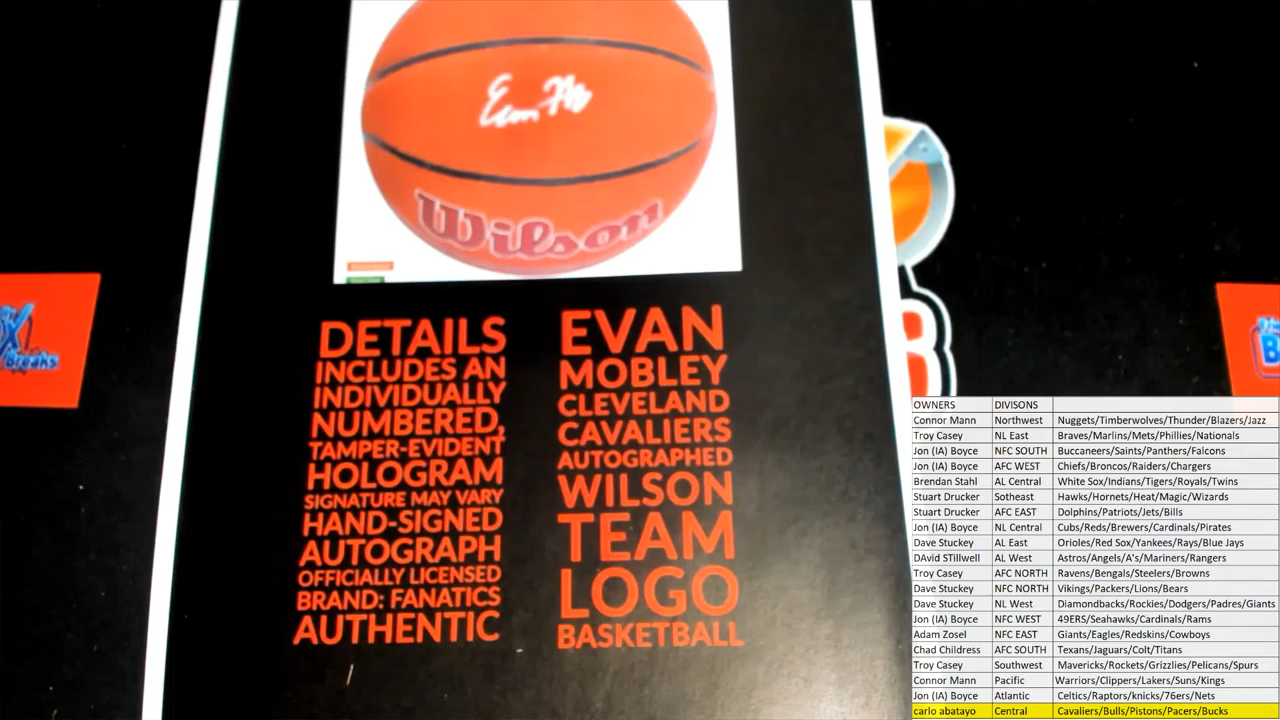 Evan Mo
Wilson
DETAILS
INCLUDES AN
INDIVIDUALLY
NUMBERED,
TAMPER-EVIDENT
HOLOGRAM
SIGNATURE MAY VARY
HAND-SIGNED
AUTOGRAPH
OFFICIALLY LICENSED
BRAND: FANATICS
AUTHENTIC
EVAN
MOBLEY
CLEVELAND
CAVALIERS
AUTOGRAPHED
WILSON
TEAM
LOGO
BASKETBALL
X
Breaks
B
B
OWNERS DIVISONS
Connor Mann Northwest Nuggets/Timberwolves/Thunder/Blazers/Jazz
Troy Casey NL East Braves/Marlins/Mets/Phillies/Nationals
Jon (IA) Boyce NFC SOUTH Buccaneers/Saints/Panthers/Falcons
Jon (IA) Boyce AFC WEST Chiefs/Broncos/Raiders/Chargers
Brendan Stahl AL Central White Sox/Indians/Tigers/Royals/Twins
Stuart Drucker Sotheast Hawks/Hornets/Heat/Magic/Wizards
Stuart Drucker AFC EAST Dolphins/Patriots/Jets/Bills
Jon (IA) Boyce NL Central Cubs/Reds/Brewers/Cardinals/Pirates
Dave Stuckey AL East Orioles/Red Sox/Yankees/Rays/Blue Jays
DAvid STillwell AL West Astros/Angels/A's/Mariners/Rangers
Troy Casey AFC NORTH Ravens/Bengals/Steelers/Browns
Dave Stuckey NFC NORTH Vikings/Packers/Lions/Bears
Dave Stuckey NL West Diamondbacks/Rockies/Dodgers/Padres/Giants
Jon (IA) Boyce NFC WEST 49ERS/Seahawks/Cardinals/Rams
Adam Zosel NFC EAST Giants/Eagles/Redskins/Cowboys
Chad Childress AFC SOUTH Texans/Jaguars/Colt/Titans
Troy Casey Southwest Mavericks/Rockets/Grizzlies/Pelicans/Spurs
Connor Mann Pacific Warriors/Clippers/Lakers/Suns/Kings
Jon (IA) Boyce Atlantic Celtics/Raptors/knicks/76ers/Nets
carlo abatayo Central Cavaliers/Bulls/Pistons/Pacers/Bucks